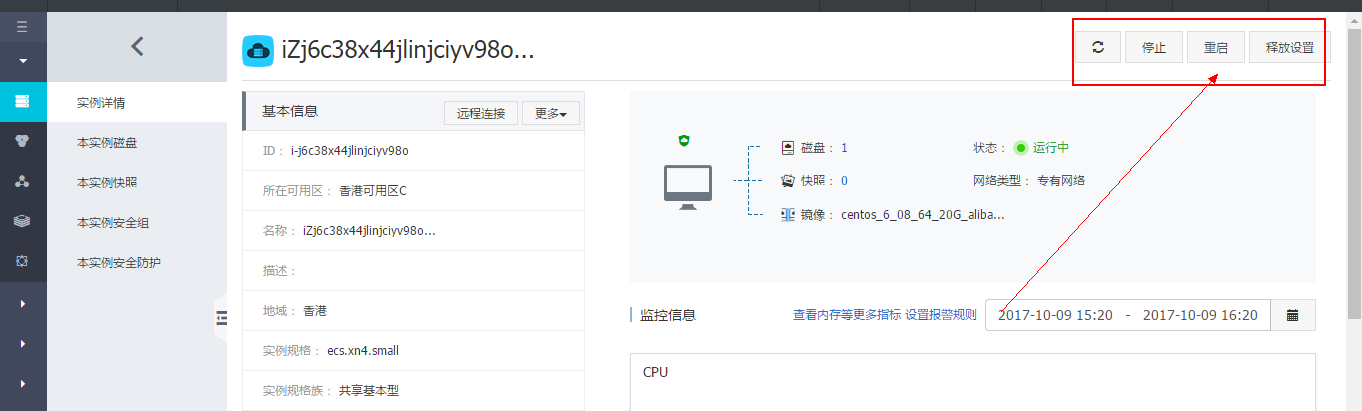 iZj6c38x44jlinjciyv98o...
停止
重启
释放设置
实例详情
本实例磁盘
本实例快照
本实例安全组
本实例安全防护
基本信息
远程连接
更多
ID： i-j6c38x44jlinjciyv98o
所在可用区： 香港可用区C
名称： iZj6c38x44jlinjciyv98o...
描述：
地域： 香港
实例规格： ecs.xn4.small
实例规格族： 共享基本型
磁盘： 1
状态： 运行中
快照： 0
网络类型： 专有网络
镜像： centos_6_08_64_20G_aliba...
监控信息
查看内存等更多指标 设置报警规则
2017-10-09 15:20 - 2017-10-09 16:20
CPU